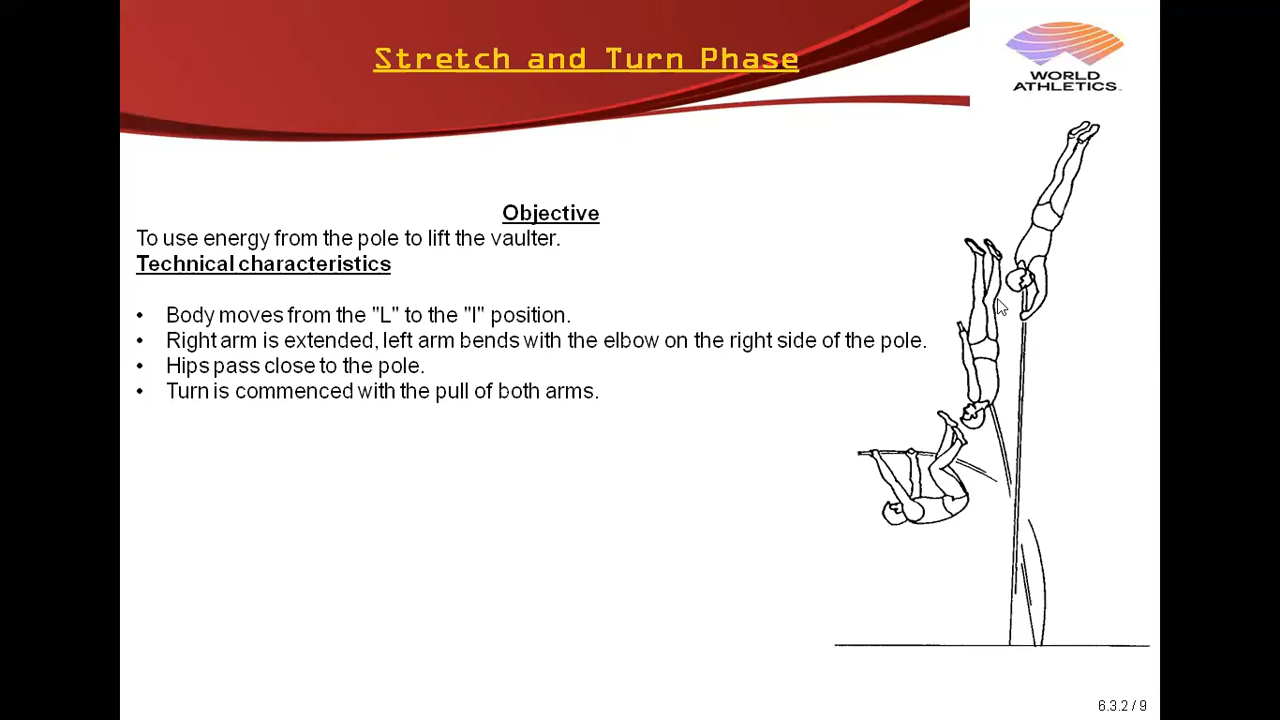 Stretch and Turn Phase
WORLD
ATHLETICS
Objective
To use energy from the pole to lift the vaulter.
Technical characteristics
• Body moves from the "L" to the "I" position.
• Right arm is extended, left arm bends with the elbow on the right side of the pole.
• Hips pass close to the pole.
• Turn is commenced with the pull of both arms.
6.3.2 / 9